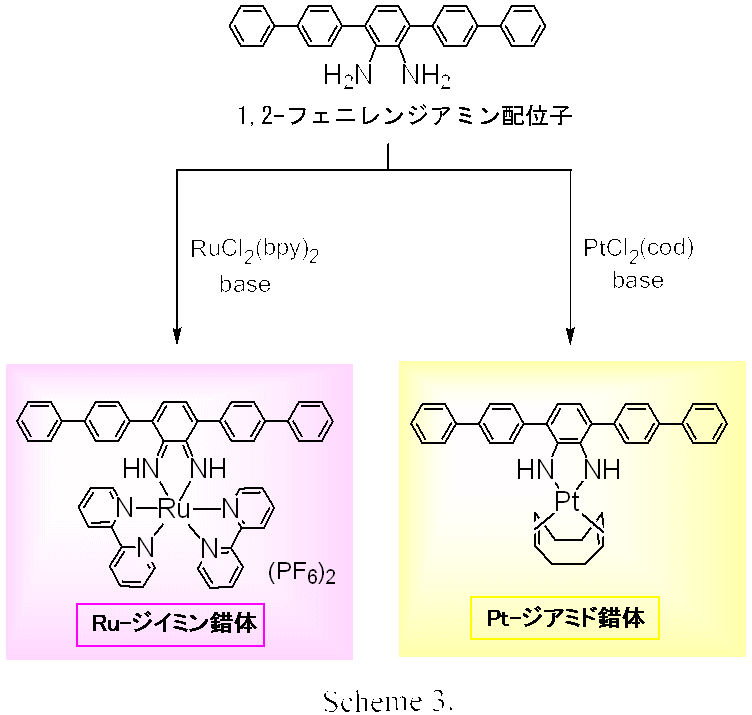 H₂N NH₂
1,2-フェニレンジアミン配位子
RuCl₂(bpy)₂
base
PtCl₂(cod)
base
HN NH
N Ru N
N N
(PF₆)₂
Ru-ジイミン錯体
NH NH
Pt
Pt-ジアミド錯体
Scheme 3.